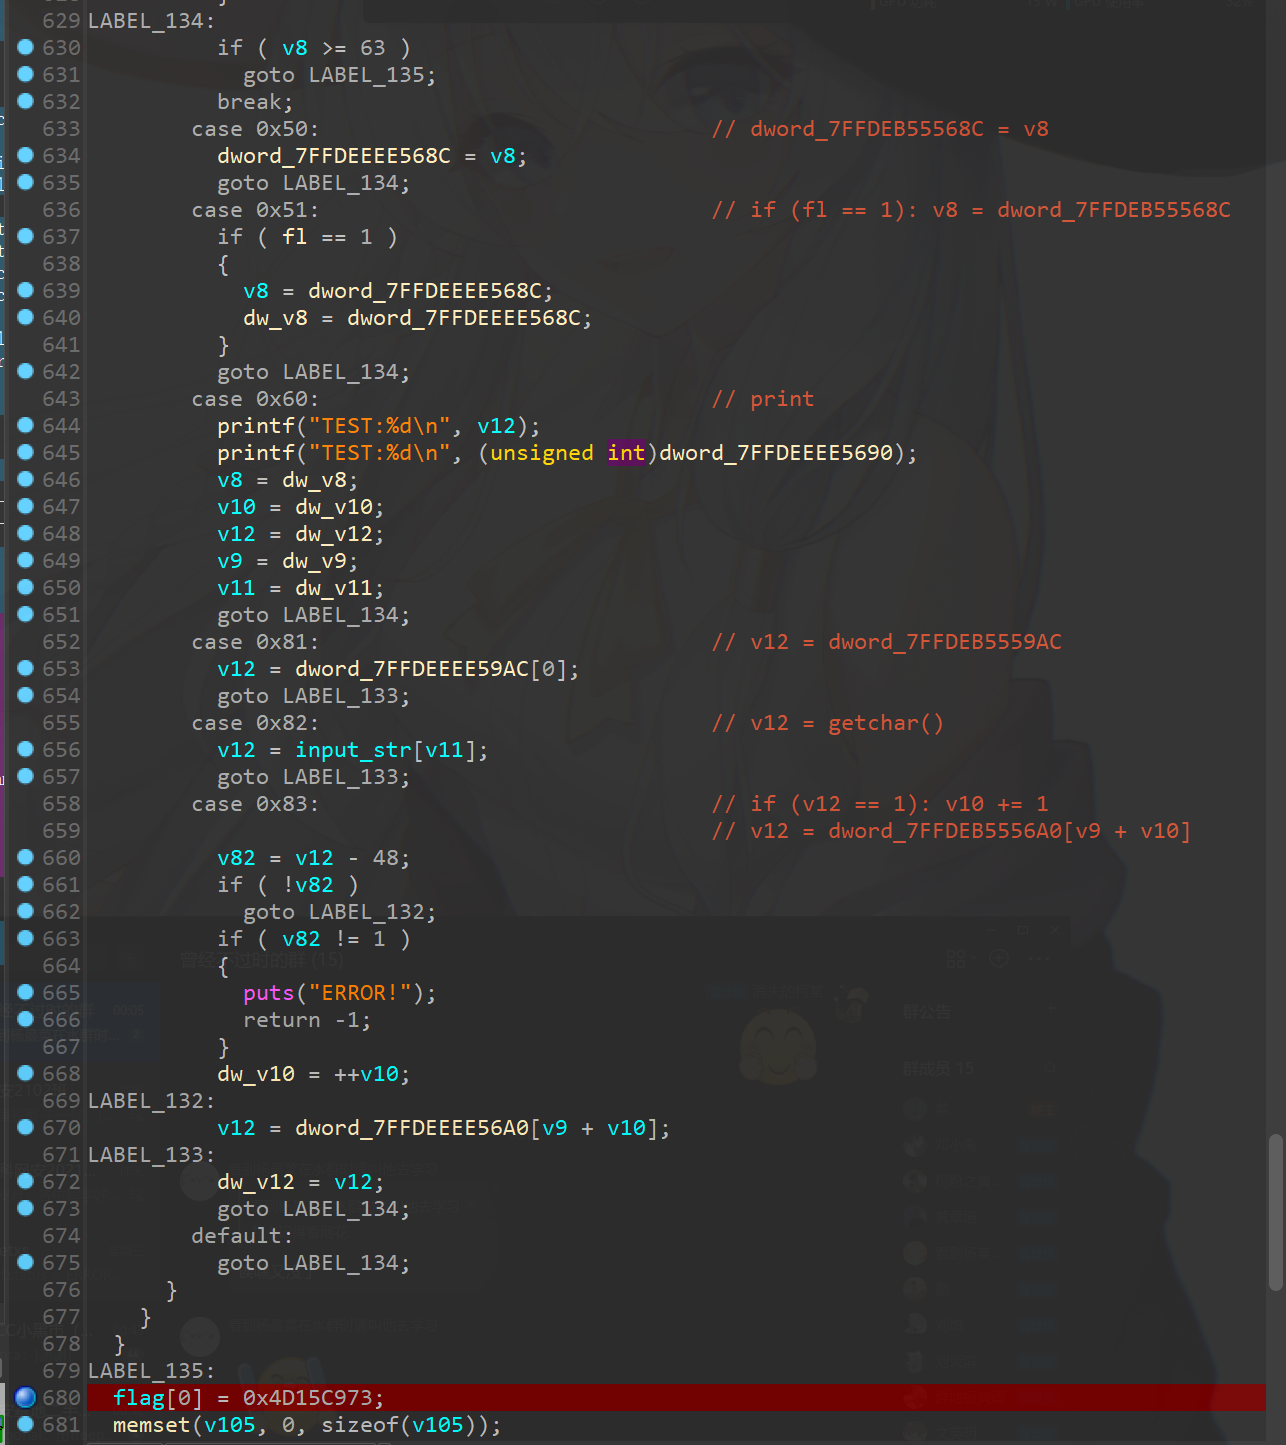 629 LABEL_134:
630 if ( v8 >= 63 )
631 goto LABEL_135;
632 break;
633 case 0x50: // dword_7FFDEB55568C = v8
634 dword_7FFDEEEE568C = v8;
635 goto LABEL_134;
636 case 0x51: // if (fl == 1): v8 = dword_7FFDEB55568C
637 if ( fl == 1 )
638 {
639 v8 = dword_7FFDEEEE568C;
640 dw_v8 = dword_7FFDEEEE568C;
641 }
642 goto LABEL_134;
643 case 0x60: // print
644 printf("TEST:%d\n", v12);
645 printf("TEST:%d\n", (unsigned int)dword_7FFDEEEE5690);
646 v8 = dw_v8;
647 v10 = dw_v10;
648 v12 = dw_v12;
649 v9 = dw_v9;
650 v11 = dw_v11;
651 goto LABEL_134;
652 case 0x81: // v12 = dword_7FFDEB5559AC
653 v12 = dword_7FFDEEEE59AC[0];
654 goto LABEL_133;
655 case 0x82: // v12 = getchar()
656 v12 = input_str[v11];
657 goto LABEL_133;
658 case 0x83: // if (v12 == 1): v10 += 1
659 // v12 = dword_7FFDEB5556A0[v9 + v10]
660 v82 = v12 - 48;
661 if ( !v82 )
662 goto LABEL_132;
663 if ( v82 != 1 )
664 {
665 puts("ERROR!");
666 return -1;
667 }
668 dw_v10 = ++v10;
669 LABEL_132:
670 v12 = dword_7FFDEEEE56A0[v9 + v10];
671 LABEL_133:
672 dw_v12 = v12;
673 goto LABEL_134;
674 default:
675 goto LABEL_134;
676 }
677 }
678 }
679 LABEL_135:
680 flag[0] = 0x4D15C973;
681 memset(v105, 0, sizeof(v105));
群公告
群成员 15